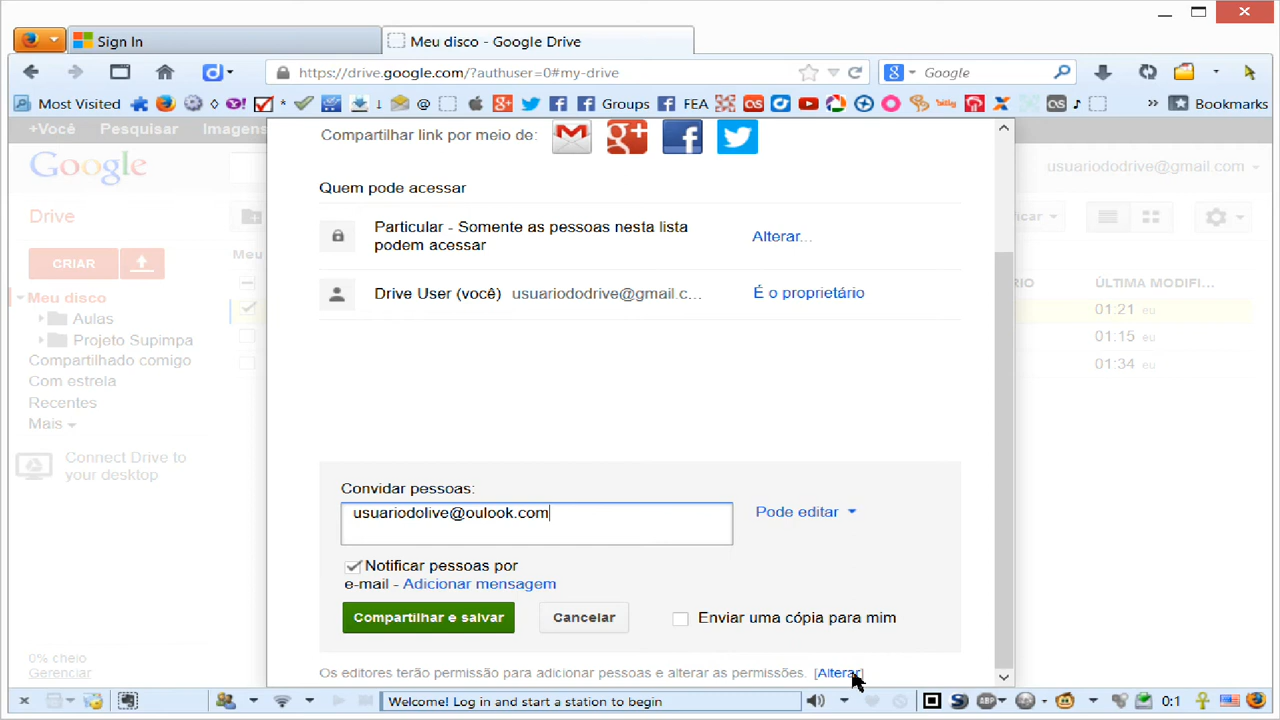 Sign In
Meu disco - Google Drive
https://drive.google.com/?authuser=0#my-drive
Google
Most Visited
Groups
FEA
Bookmarks
+Você Pesquisar Imagens
Compartilhar link por meio de:
Google
usuariododrive@gmail.com
Quem pode acessar
Drive
Particular - Somente as pessoas nesta lista
podem acessar
Alterar...
CRIAR
Meu
Drive User (você) usuariododrive@gmail.c...
É o proprietário
ÚLTIMA MODIFI...
Meu disco
01:21 eu
Aulas
01:15 eu
Projeto Supimpa
Compartilhado comigo
01:34 eu
Com estrela
Recentes
Mais
Connect Drive to
your desktop
Convidar pessoas:
usuariodolive@oulook.com
Pode editar
Notificar pessoas por
e-mail - Adicionar mensagem
Compartilhar e salvar
Cancelar
Enviar uma cópia para mim
0% cheio
Gerenciar
Os editores terão permissão para adicionar pessoas e alterar as permissões. [Alterar]
Welcome! Log in and start a station to begin
0:1